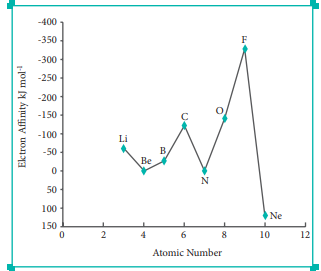 -400
-350
-300
-250
-200
-150
-100
-50
0
50
100
150
Elctron Affinity kJ mol⁻¹
Li
Be
B
C
N
O
F
Ne
0 2 4 6 8 10 12
Atomic Number